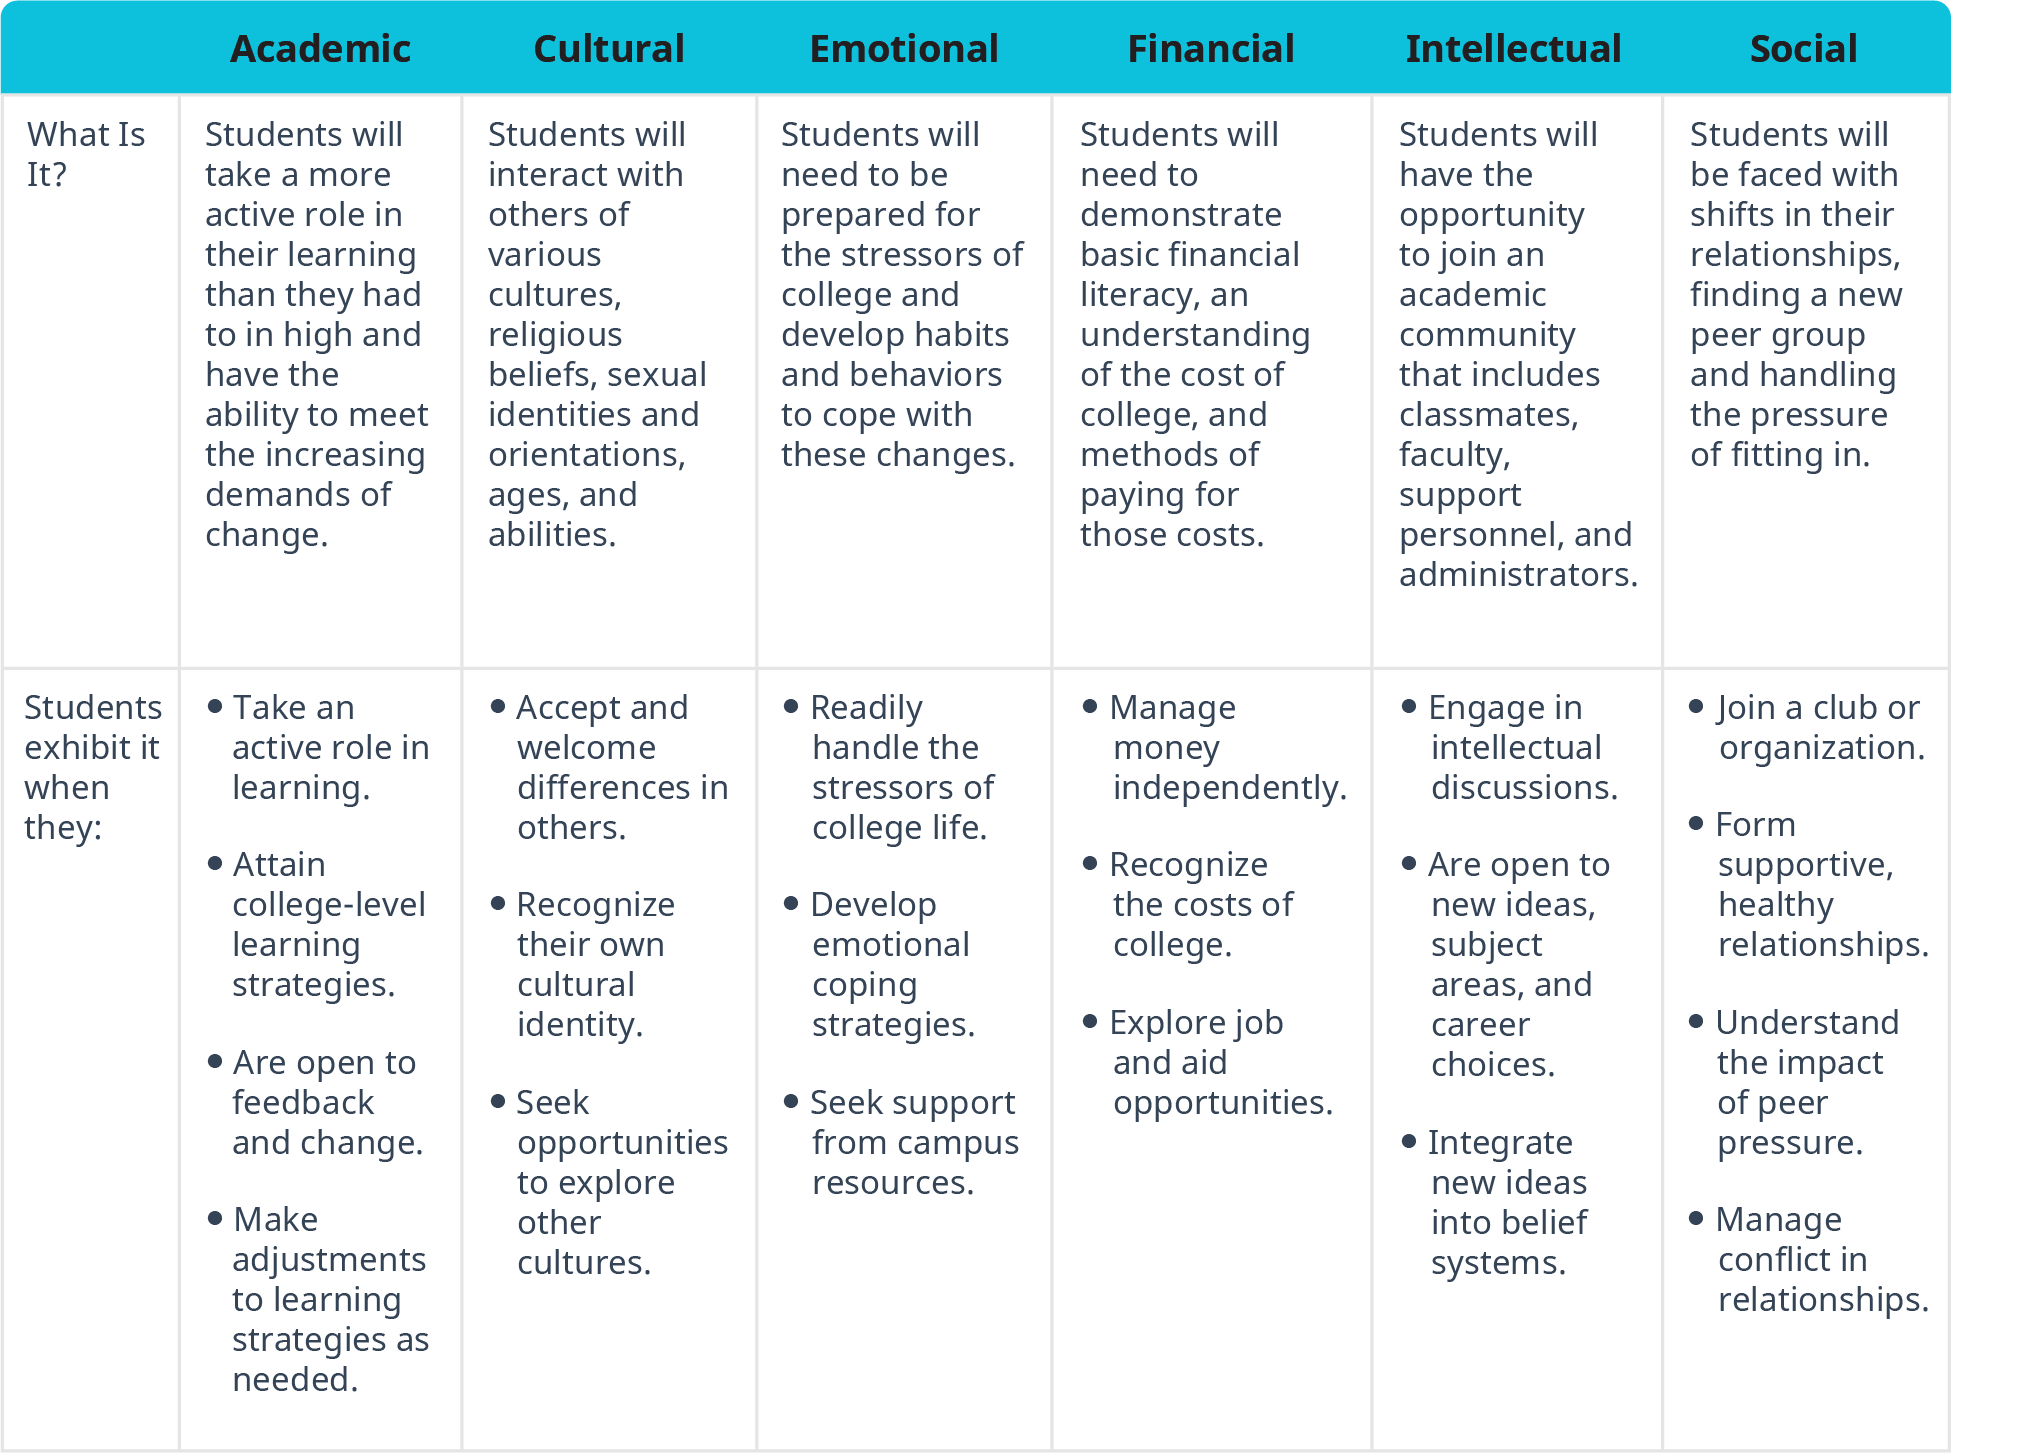 Academic Cultural Emotional Financial Intellectual Social
What Is
It?
Students will
take a more
active role in
their learning
than they had
to in high and
have the
ability to meet
the increasing
demands of
change.
Students will
interact with
others of
various
cultures,
religious
beliefs, sexual
identities and
orientations,
ages, and
abilities.
Students will
need to be
prepared for
the stressors of
college and
develop habits
and behaviors
to cope with
these changes.
Students will
need to
demonstrate
basic financial
literacy, an
understanding
of the cost of
college, and
methods of
paying for
those costs.
Students will
have the
opportunity
to join an
academic
community
that includes
classmates,
faculty,
support
personnel, and
administrators.
Students will
be faced with
shifts in their
relationships,
finding a new
peer group
and handling
the pressure
of fitting in.
Students
exhibit it
when
they:
• Take an
active role in
learning.
• Attain
college-level
learning
strategies.
• Are open to
feedback
and change.
• Make
adjustments
to learning
strategies as
needed.
• Accept and
welcome
differences in
others.
• Recognize
their own
cultural
identity.
• Seek
opportunities
to explore
other
cultures.
• Readily
handle the
stressors of
college life.
• Develop
emotional
coping
strategies.
• Seek support
from campus
resources.
• Manage
money
independently.
• Recognize
the costs of
college.
• Explore job
and aid
opportunities.
• Engage in
intellectual
discussions.
• Are open to
new ideas,
subject
areas, and
career
choices.
• Integrate
new ideas
into belief
systems.
• Join a club or
organization.
• Form
supportive,
healthy
relationships.
• Understand
the impact
of peer
pressure.
• Manage
conflict in
relationships.